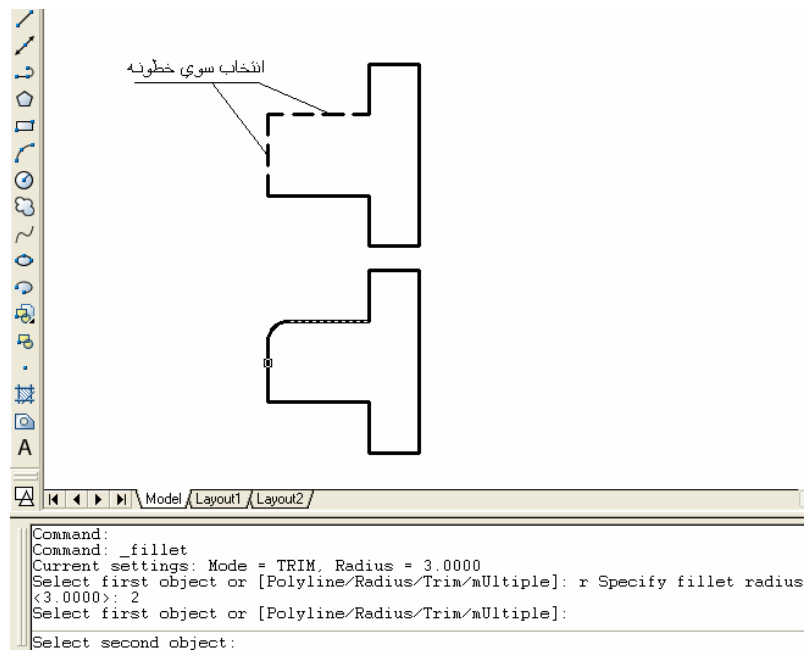 انتخاب سوي خطونه
A
Model Layout1 Layout2
Command:
Command: _fillet
Current settings: Mode = TRIM, Radius = 3.0000
Select first object or [Polyline/Radius/Trim/mUltiple]: r Specify fillet radius
<3.0000>: 2
Select first object or [Polyline/Radius/Trim/mUltiple]:
Select second object: